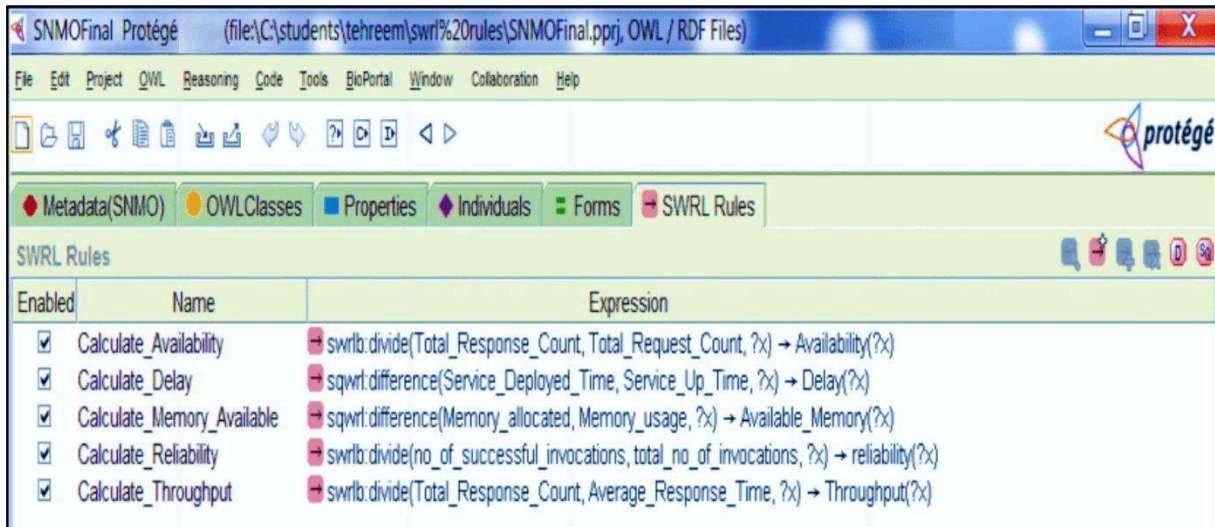 SNMOFinal Protégé (file:\C:\students\tehreem\swrl%20rules\SNMOFinal.pprj, OWL / RDF Files)
File Edit Project OWL Reasoning Code Tools BioPortal Window Collaboration Help
protégé
Metadata(SNMO) OWLClasses Properties Individuals Forms SWRL Rules
SWRL Rules
Enabled Name Expression
Calculate_Availability → swrlb:divide(Total_Response_Count, Total_Request_Count, ?x) → Availability(?x)
Calculate_Delay → sqwrl:difference(Service_Deployed_Time, Service_Up_Time, ?x) → Delay(?x)
Calculate_Memory_Available → sqwrl:difference(Memory_allocated, Memory_usage, ?x) → Available_Memory(?x)
Calculate_Reliability → swrlb:divide(no_of_successful_invocations, total_no_of_invocations, ?x) → reliability(?x)
Calculate_Throughput → swrlb:divide(Total_Response_Count, Average_Response_Time, ?x) → Throughput(?x)